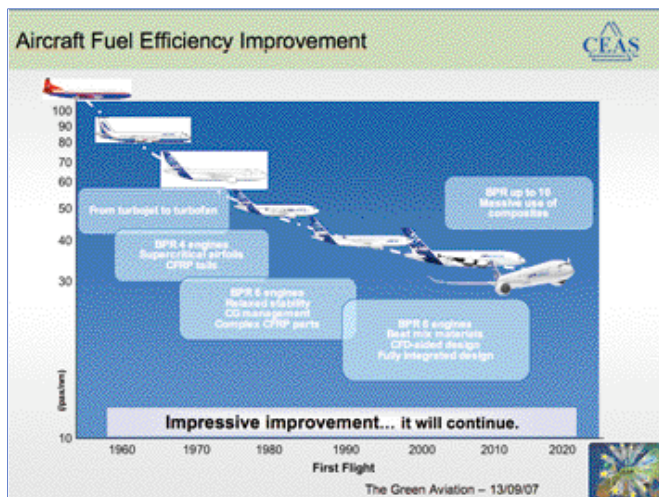 Aircraft Fuel Efficiency Improvement
CEAS
100
90
80
70
60
50
40
30
10
(/pax/nm)
From turbojet to turbofan
BPR 4 engines
Supercritical airfoils
CFRP tails
BPR 6 engines
Relaxed stability
CG management
Complex CFRP parts
BPR 8 engines
Best mix materials
CFD-aided design
Fully integrated design
BPR up to 16
Massive use of
composites
Impressive improvement... it will continue.
1960 1970 1980 1990 2000 2010 2020
First Flight
The Green Aviation – 13/09/07